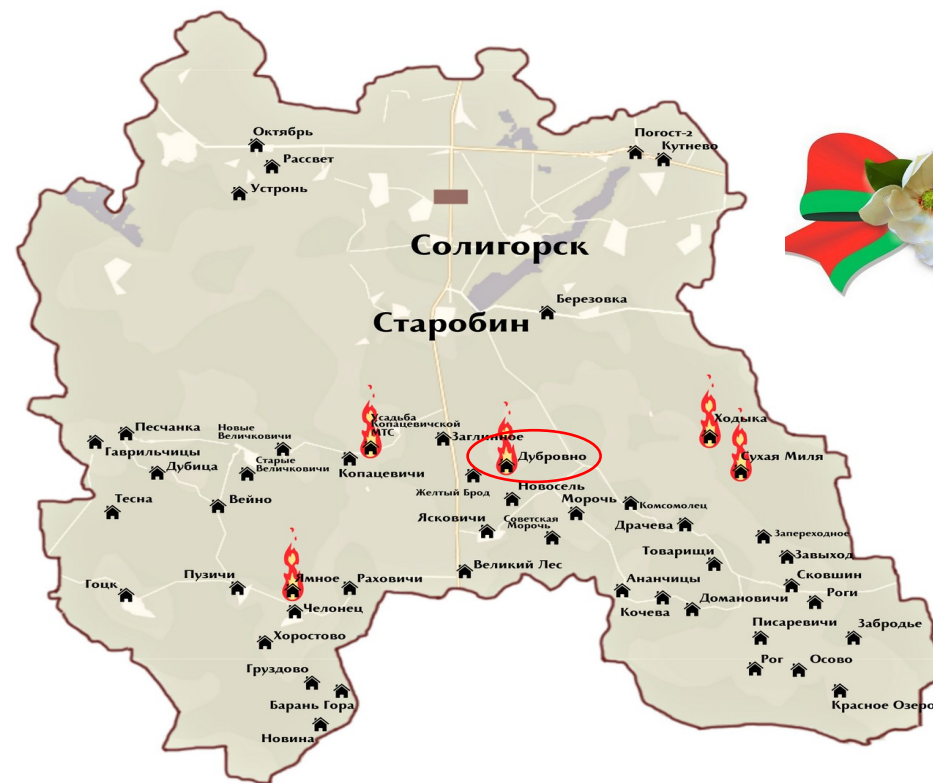 Октябрь
Погост-2
Кутнево
Рассвет
Устронь
Солигорск
Березовка
Старобин
Усадьба
Копацевичской
МТС
Ходыка
Песчанка
Новые
Величковичи
Заглинное
Гаврильчицы
Дубровно
Сухая Миля
Дубица
Старые
Величковичи
Копацевичи
Желтый Брод
Новосель
Тесна
Вейно
Морочь
Комсомолец
Ясковичи
Советская
Морочь
Драчева
Запереходное
Товарищи
Завыход
Великий Лес
Гоцк
Пузичи
Ямное
Раховичи
Ананчицы
Сковшин
Челонец
Кочева
Домановичи
Роги
Хоростово
Писаревичи
Забродье
Груздово
Рог
Осово
Барань Гора
Красное Озеро
Новина